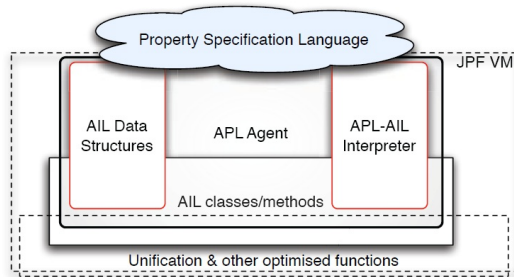 Property Specification Language
JPF VM
AIL Data
Structures
APL Agent
APL-AIL
Interpreter
AIL classes/methods
Unification & other optimised functions